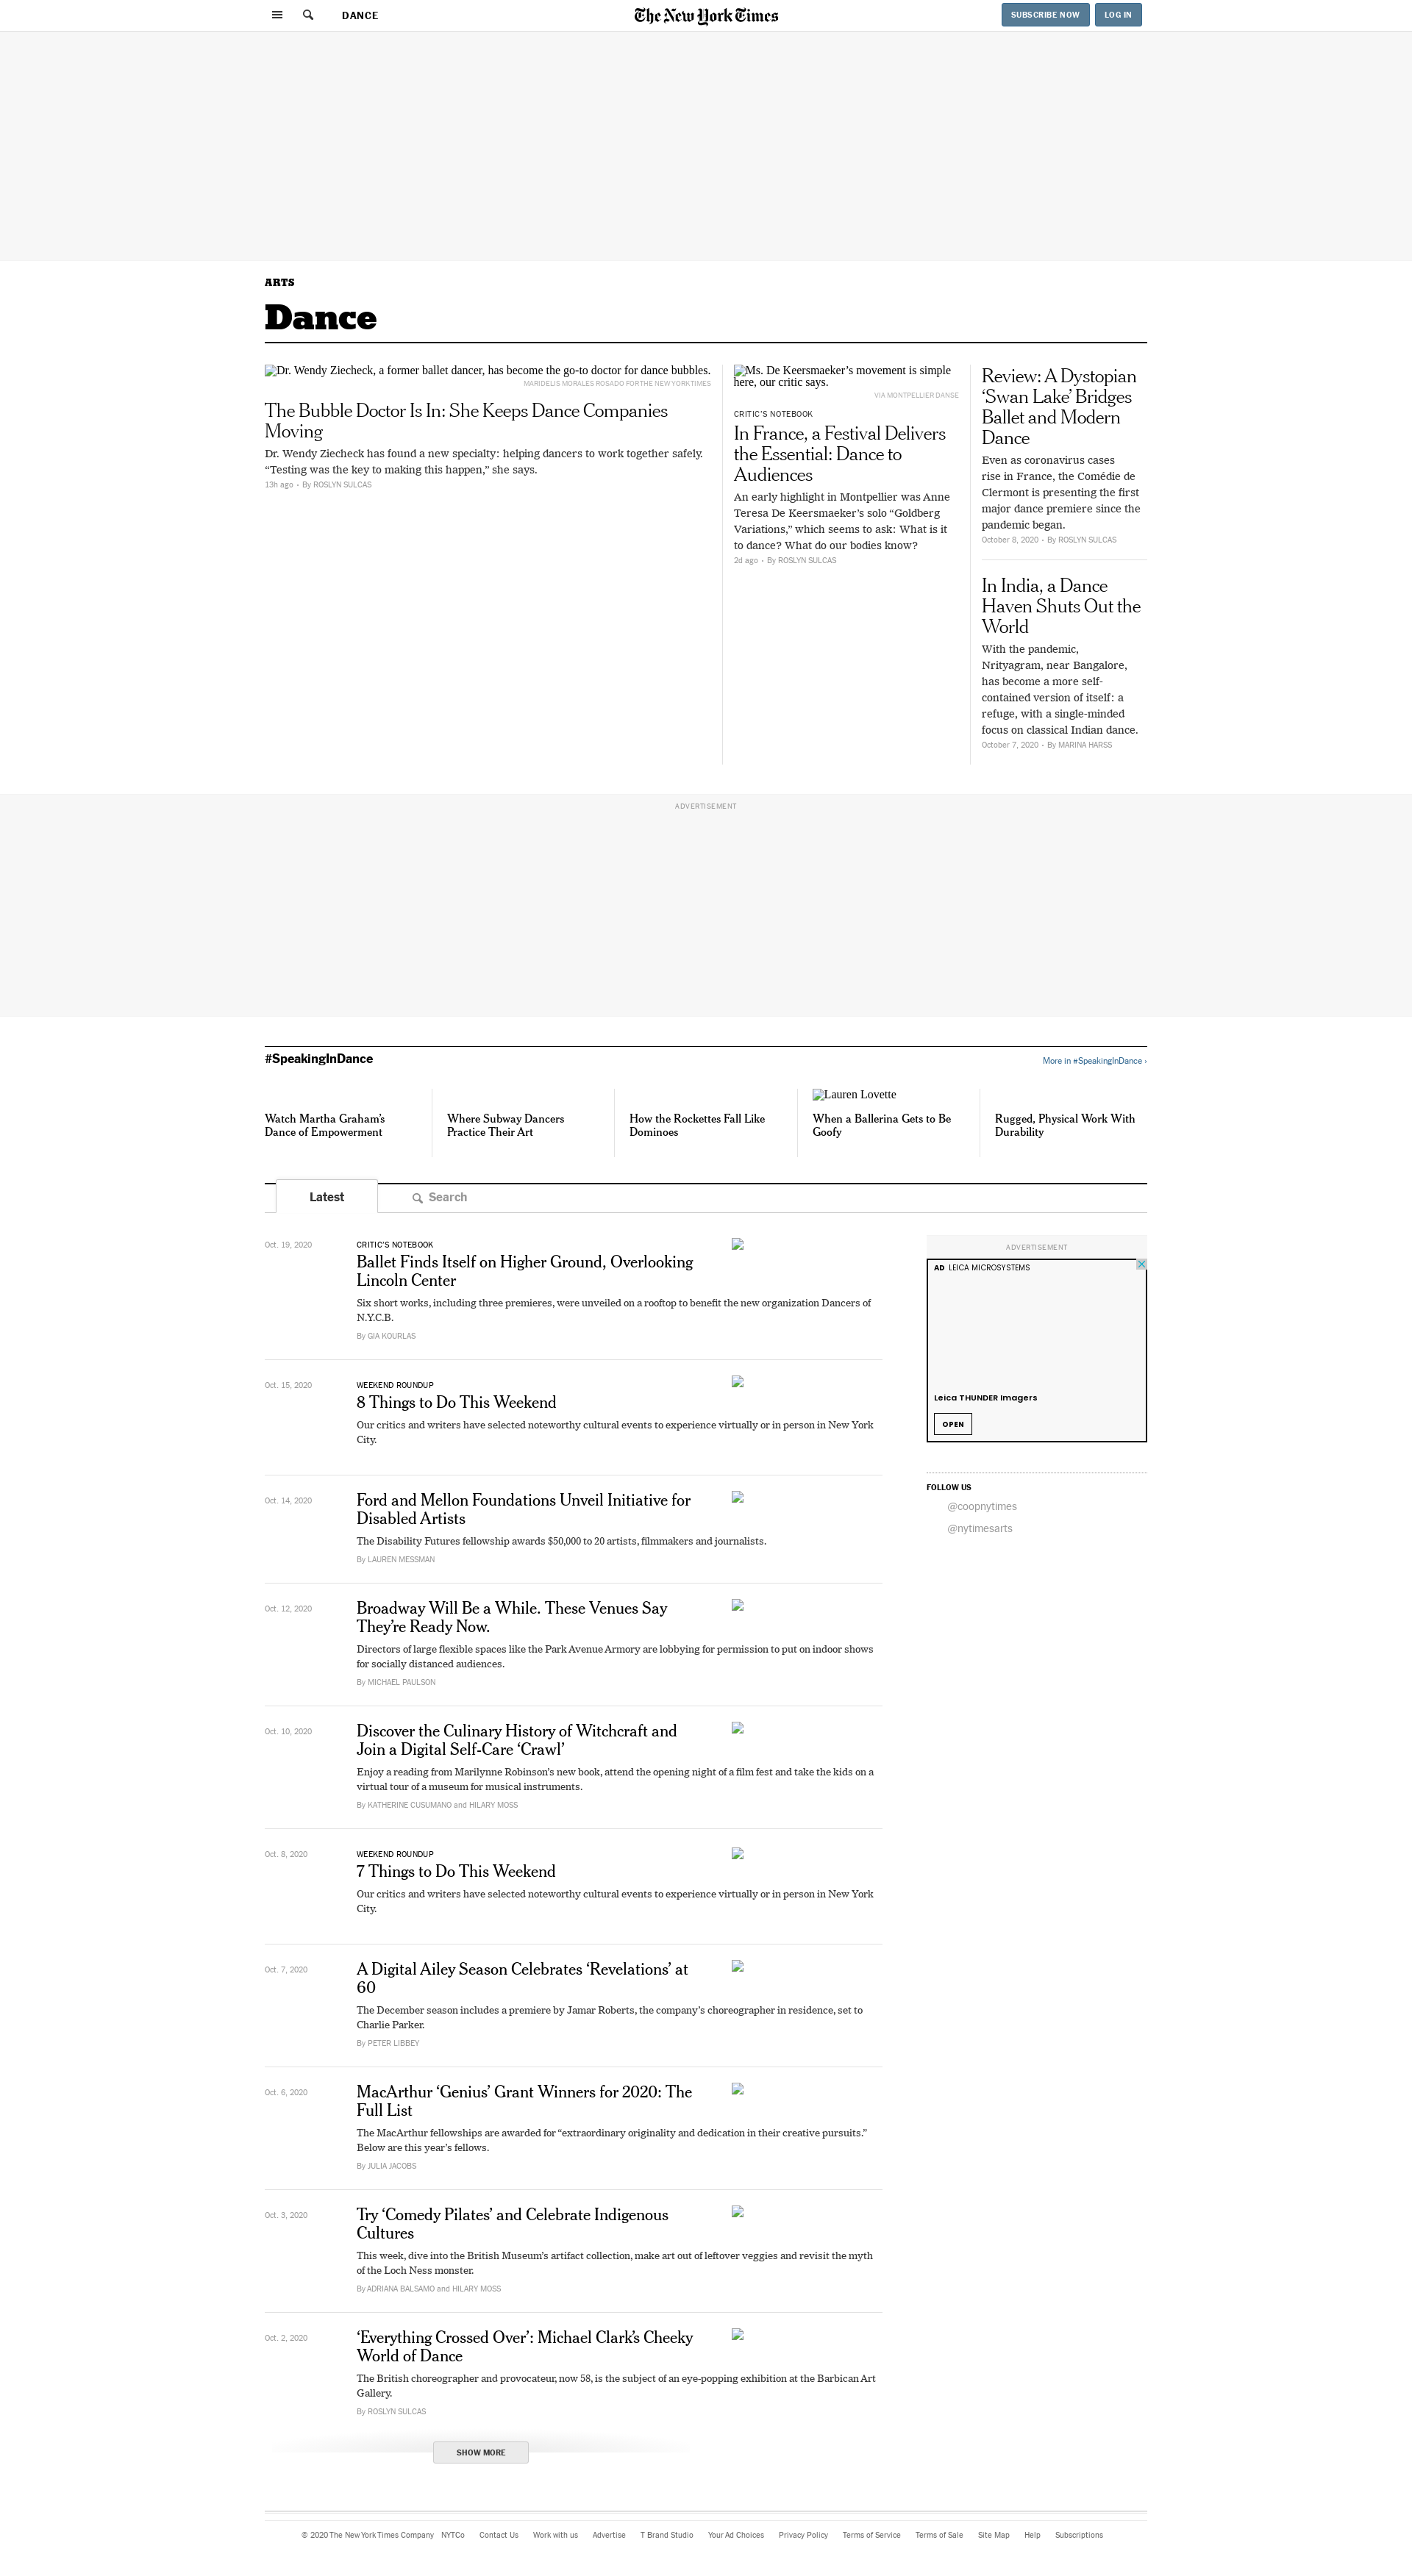 DANCE
The New York Times
SUBSCRIBE NOW
LOG IN
ARTS
Dance
Dr. Wendy Ziecheck, a former ballet dancer, has become the go-to doctor for dance bubbles.
MARIDELIS MORALES ROSADO FOR THE NEW YORK TIMES
The Bubble Doctor Is In: She Keeps Dance Companies
Moving
Dr. Wendy Ziecheck has found a new specialty: helping dancers to work together safely.
“Testing was the key to making this happen,” she says.
13h ago • By ROSLYN SULCAS
Ms. De Keersmaeker’s movement is simple
here, our critic says.
VIA MONTPELLIER DANSE
CRITIC’S NOTEBOOK
In France, a Festival Delivers
the Essential: Dance to
Audiences
An early highlight in Montpellier was Anne
Teresa De Keersmaeker’s solo “Goldberg
Variations,” which seems to ask: What is it
to dance? What do our bodies know?
2d ago • By ROSLYN SULCAS
Review: A Dystopian
‘Swan Lake’ Bridges
Ballet and Modern
Dance
Even as coronavirus cases
rise in France, the Comédie de
Clermont is presenting the first
major dance premiere since the
pandemic began.
October 8, 2020 • By ROSLYN SULCAS
In India, a Dance
Haven Shuts Out the
World
With the pandemic,
Nrityagram, near Bangalore,
has become a more self-
contained version of itself: a
refuge, with a single-minded
focus on classical Indian dance.
October 7, 2020 • By MARINA HARSS
ADVERTISEMENT
#SpeakingInDance
More in #SpeakingInDance ›
Watch Martha Graham’s
Dance of Empowerment
Where Subway Dancers
Practice Their Art
How the Rockettes Fall Like
Dominoes
Lauren Lovette
When a Ballerina Gets to Be
Goofy
Rugged, Physical Work With
Durability
Latest
Search
Oct. 19, 2020
CRITIC’S NOTEBOOK
Ballet Finds Itself on Higher Ground, Overlooking
Lincoln Center
Six short works, including three premieres, were unveiled on a rooftop to benefit the new organization Dancers of
N.Y.C.B.
By GIA KOURLAS
Oct. 15, 2020
WEEKEND ROUNDUP
8 Things to Do This Weekend
Our critics and writers have selected noteworthy cultural events to experience virtually or in person in New York
City.
Oct. 14, 2020
Ford and Mellon Foundations Unveil Initiative for
Disabled Artists
The Disability Futures fellowship awards $50,000 to 20 artists, filmmakers and journalists.
By LAUREN MESSMAN
Oct. 12, 2020
Broadway Will Be a While. These Venues Say
They’re Ready Now.
Directors of large flexible spaces like the Park Avenue Armory are lobbying for permission to put on indoor shows
for socially distanced audiences.
By MICHAEL PAULSON
Oct. 10, 2020
Discover the Culinary History of Witchcraft and
Join a Digital Self-Care ‘Crawl’
Enjoy a reading from Marilynne Robinson’s new book, attend the opening night of a film fest and take the kids on a
virtual tour of a museum for musical instruments.
By KATHERINE CUSUMANO and HILARY MOSS
Oct. 8, 2020
WEEKEND ROUNDUP
7 Things to Do This Weekend
Our critics and writers have selected noteworthy cultural events to experience virtually or in person in New York
City.
Oct. 7, 2020
A Digital Ailey Season Celebrates ‘Revelations’ at
60
The December season includes a premiere by Jamar Roberts, the company’s choreographer in residence, set to
Charlie Parker.
By PETER LIBBEY
Oct. 6, 2020
MacArthur ‘Genius’ Grant Winners for 2020: The
Full List
The MacArthur fellowships are awarded for “extraordinary originality and dedication in their creative pursuits.”
Below are this year’s fellows.
By JULIA JACOBS
Oct. 3, 2020
Try ‘Comedy Pilates’ and Celebrate Indigenous
Cultures
This week, dive into the British Museum’s artifact collection, make art out of leftover veggies and revisit the myth
of the Loch Ness monster.
By ADRIANA BALSAMO and HILARY MOSS
Oct. 2, 2020
‘Everything Crossed Over’: Michael Clark’s Cheeky
World of Dance
The British choreographer and provocateur, now 58, is the subject of an eye-popping exhibition at the Barbican Art
Gallery.
By ROSLYN SULCAS
SHOW MORE
ADVERTISEMENT
AD LEICA MICROSYSTEMS
Leica THUNDER Imagers
OPEN
FOLLOW US
@coopnytimes
@nytimesarts
© 2020 The New York Times Company NYTCo Contact Us Work with us Advertise T Brand Studio Your Ad Choices Privacy Policy Terms of Service Terms of Sale Site Map Help Subscriptions